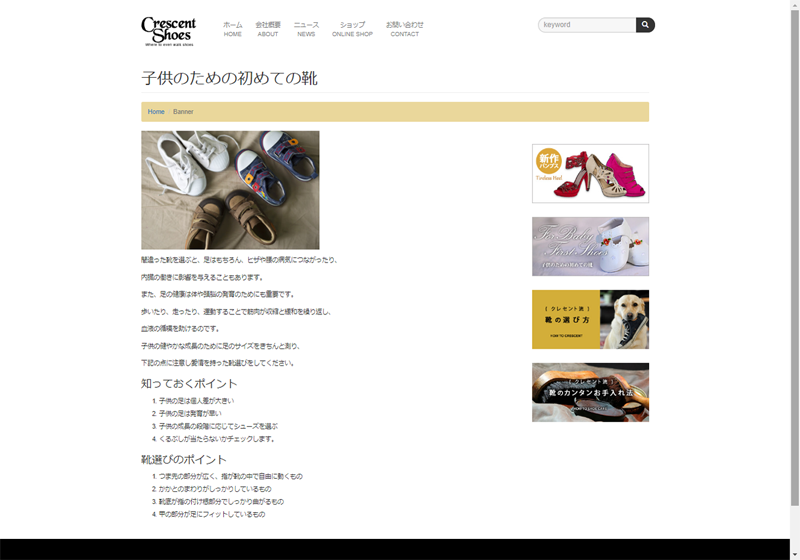 Crescent Shoes
Where to even walk shoes
ホーム 会社概要 ニュース ショップ お問い合わせ
HOME ABOUT NEWS ONLINE SHOP CONTACT
keyword
子供のための初めての靴
Home Banner
間違った靴を選ぶと、足はもちろん、ヒザや腰の病気につながったり、
内臓の働きに影響を与えることもあります。
また、足の健康は体や頭脳の発育のためにも重要です。
歩いたり、走ったり、運動することで筋肉が収縮と緩和を繰り返し、
血液の循環を助けるのです。
子供の健やかな成長のために足のサイズをきちんと測り、
下記の点に注意し愛情を持った靴選びをしてください。
知っておくポイント
1. 子供の足は個人差が大きい
2. 子供の足は発育が早い
3. 子供の成長の段階に応じてシューズを選ぶ
4. くるぶしが当たらないかチェックします。
靴選びのポイント
1. つま先の部分が広く、指が靴の中で自由に動くもの
2. かかとのまわりがしっかりしているもの
3. 靴底が指の付け根部分でしっかり曲がるもの
4. 甲の部分が足にフィットしているもの
新作
パンプス
Timeless Heel
For Baby
First Shoes
子供のための初めての靴
( クレセント流 )
靴の選び方
HOW TO CRESCENT
( クレセント流 )
靴のカンタンお手入れ法